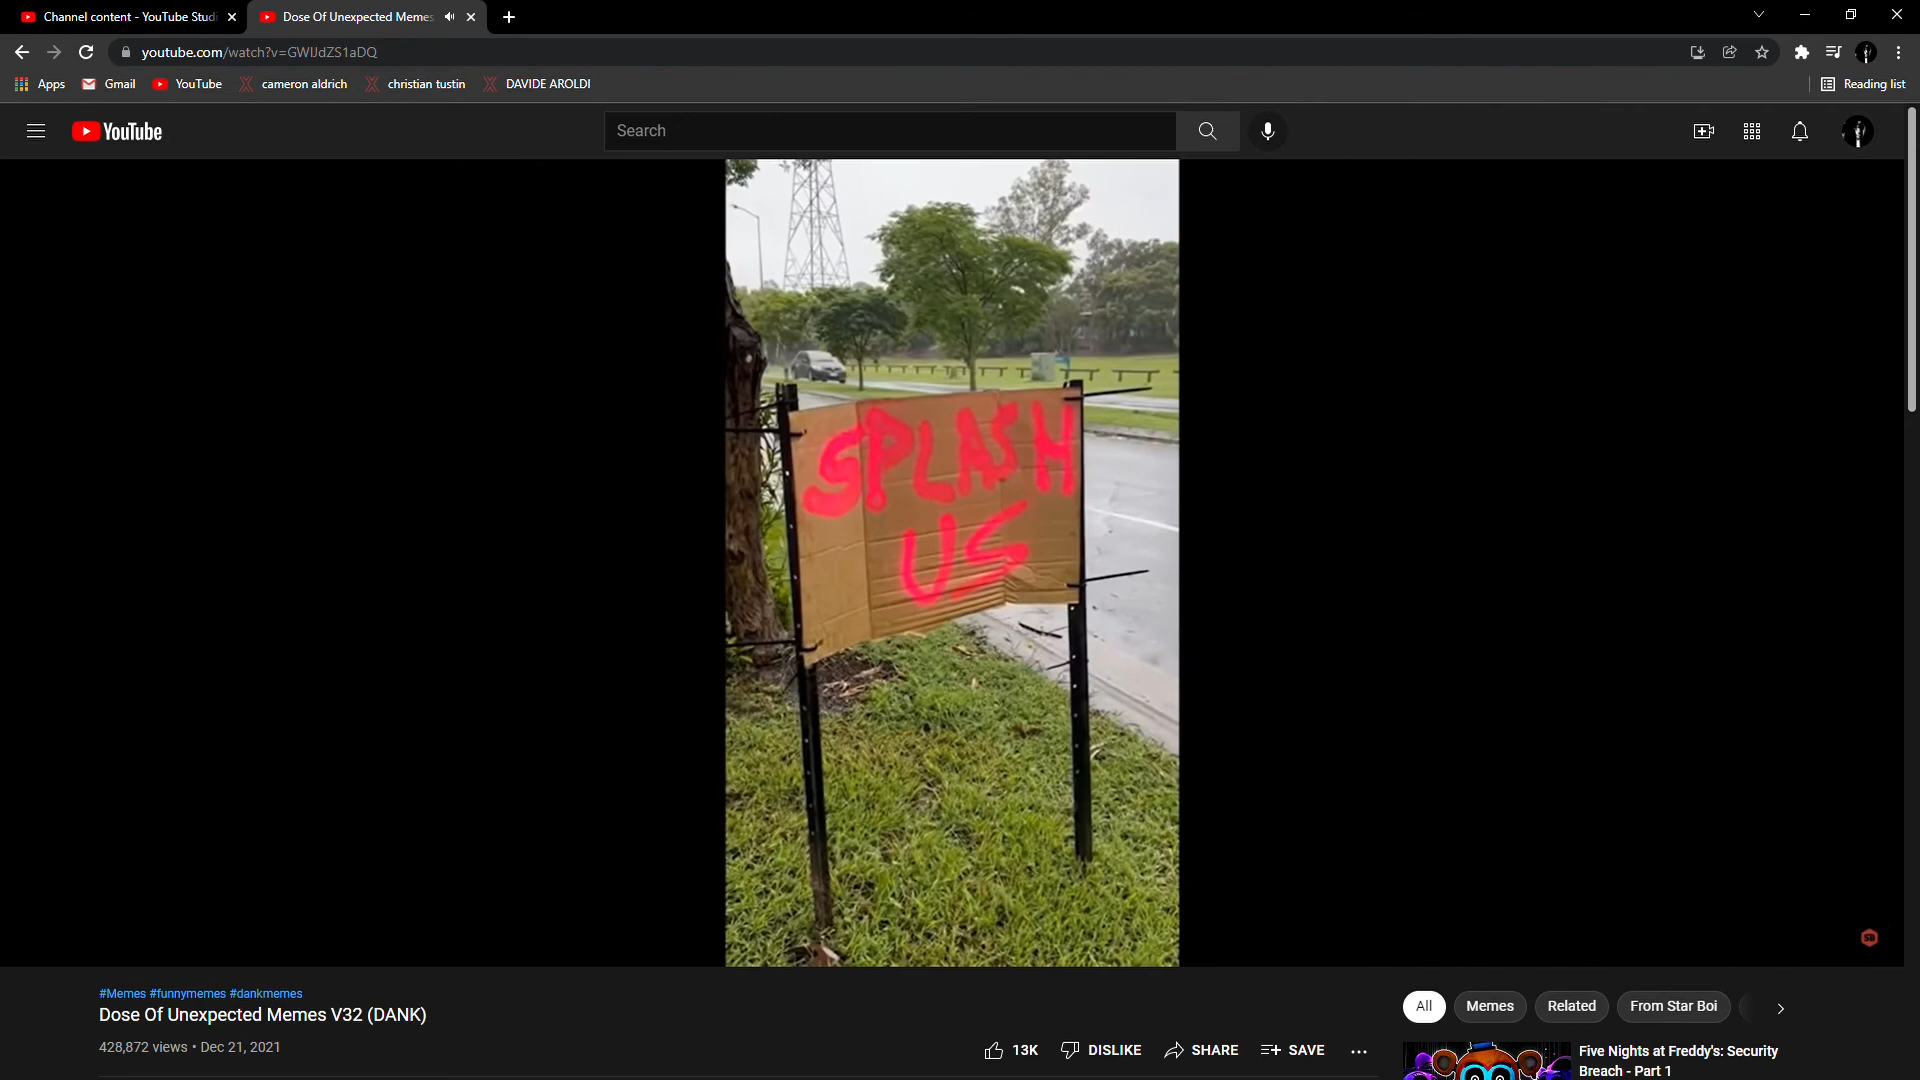 Channel content - YouTube Studi
Dose Of Unexpected Memes
youtube.com/watch?v=GWlJdZS1aDQ
Apps
Gmail
YouTube
cameron aldrich
christian tustin
DAVIDE AROLDI
Reading list
YouTube
Search
SPLASH
US
SB
#Memes #funnymemes #dankmemes
Dose Of Unexpected Memes V32 (DANK)
428,872 views • Dec 21, 2021
13K
DISLIKE
SHARE
SAVE
All
Memes
Related
From Star Boi
Five Nights at Freddy's: Security
Breach - Part 1